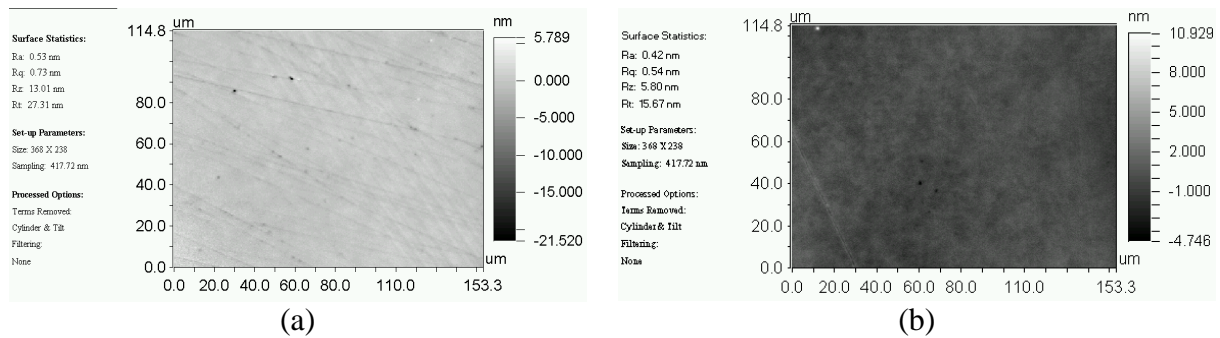 um
nm
114.8
5.789
Surface Statistics:
Ra: 0.53 nm
Rq: 0.73 nm
Rz: 13.01 nm
Rt: 27.31 nm
0.000
80.0
-5.000
Set-up Parameters:
Size: 368 X 238
Sampling: 417.72 nm
60.0
-10.000
40.0
-15.000
Processed Options:
Terms Removed:
Cylinder & Tilt
Filtering:
None
20.0
-21.520
0.0
um
0.0 20.0 40.0 60.0 80.0 110.0 153.3
(a)
um
nm
114.8
10.929
Surface Statistics:
Ra: 0.42 nm
Rq: 0.54 nm
Rz: 5.80 nm
Rt: 15.67 nm
8.000
80.0
5.000
Set-up Parameters:
Size: 368 X 238
Sampling: 417.72 nm
60.0
2.000
40.0
-1.000
Processed Options:
Terms Removed:
Cylinder & Tilt
Filtering:
None
20.0
-4.746
0.0
um
0.0 20.0 40.0 60.0 80.0 110.0 153.3
(b)